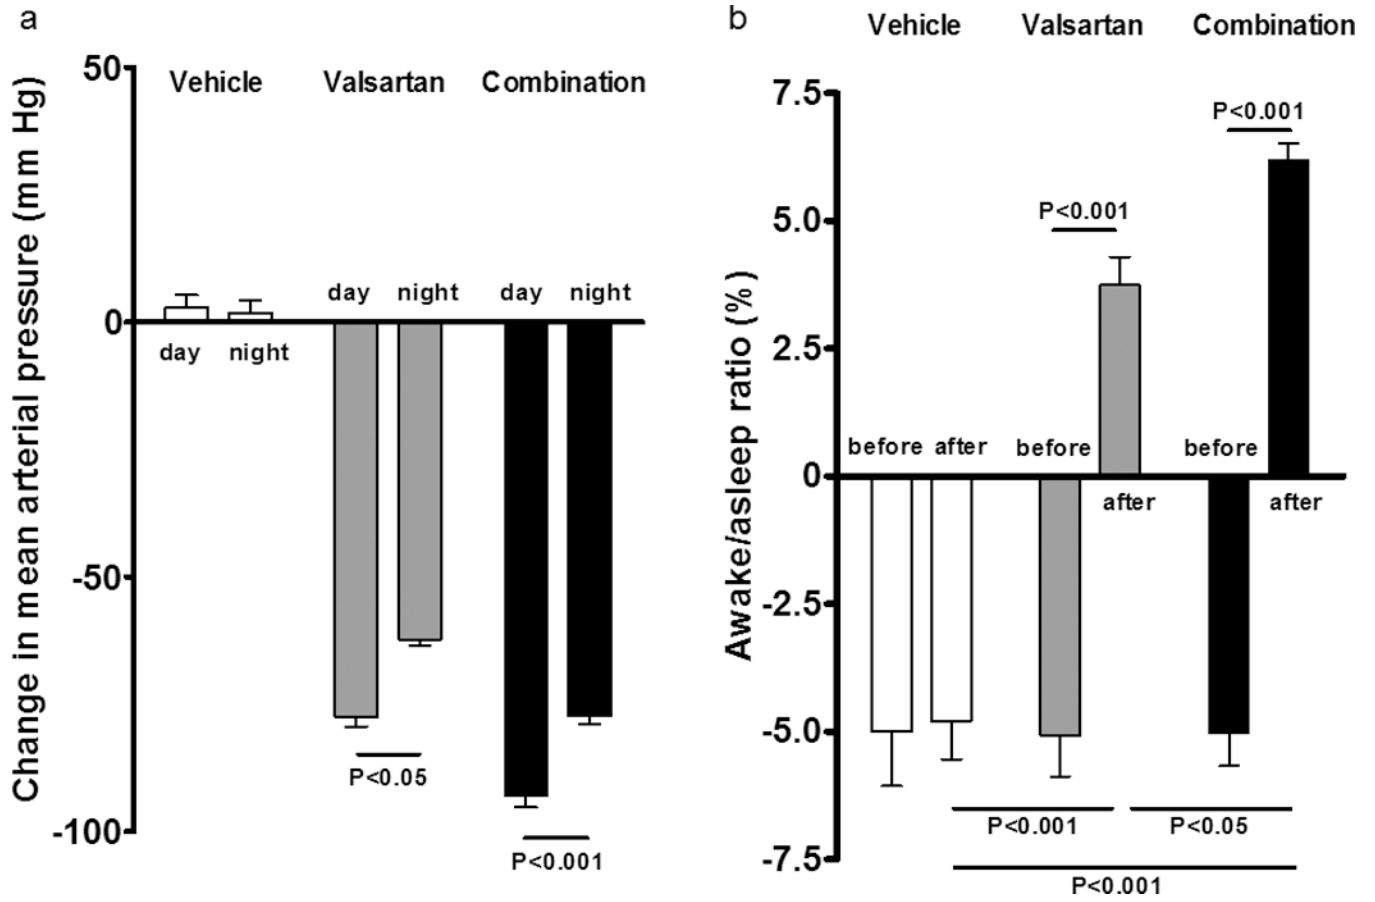 a
Change in mean arterial pressure (mm Hg)
50
0
-50
-100
Vehicle Valsartan Combination
day night day night
day night
P<0.05
P<0.001
b
Vehicle Valsartan Combination
Awake/asleep ratio (%)
7.5
5.0
2.5
0
-2.5
-5.0
-7.5
P<0.001
P<0.001
before after before before
after after
P<0.001 P<0.05
P<0.001